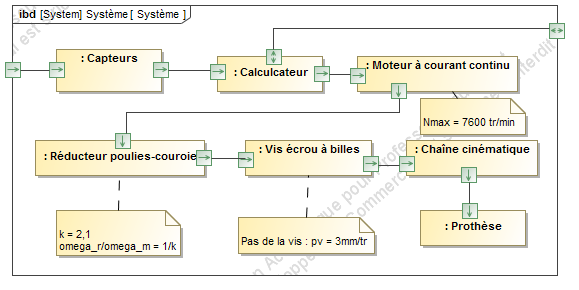 ibd [System] Système [ Système ]
: Capteurs
: Calculcateur
: Moteur à courant continu
Nmax = 7600 tr/min
: Réducteur poulies-courroie
: Vis écrou à billes
: Chaîne cinématique
k = 2,1
omega_r/omega_m = 1/k
Pas de la vis : pv = 3mm/tr
: Prothèse